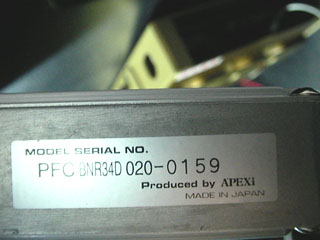 MODEL SERIAL NO.
PFC BNR34D 020-0159
Produced by APEXi
MADE IN JAPAN